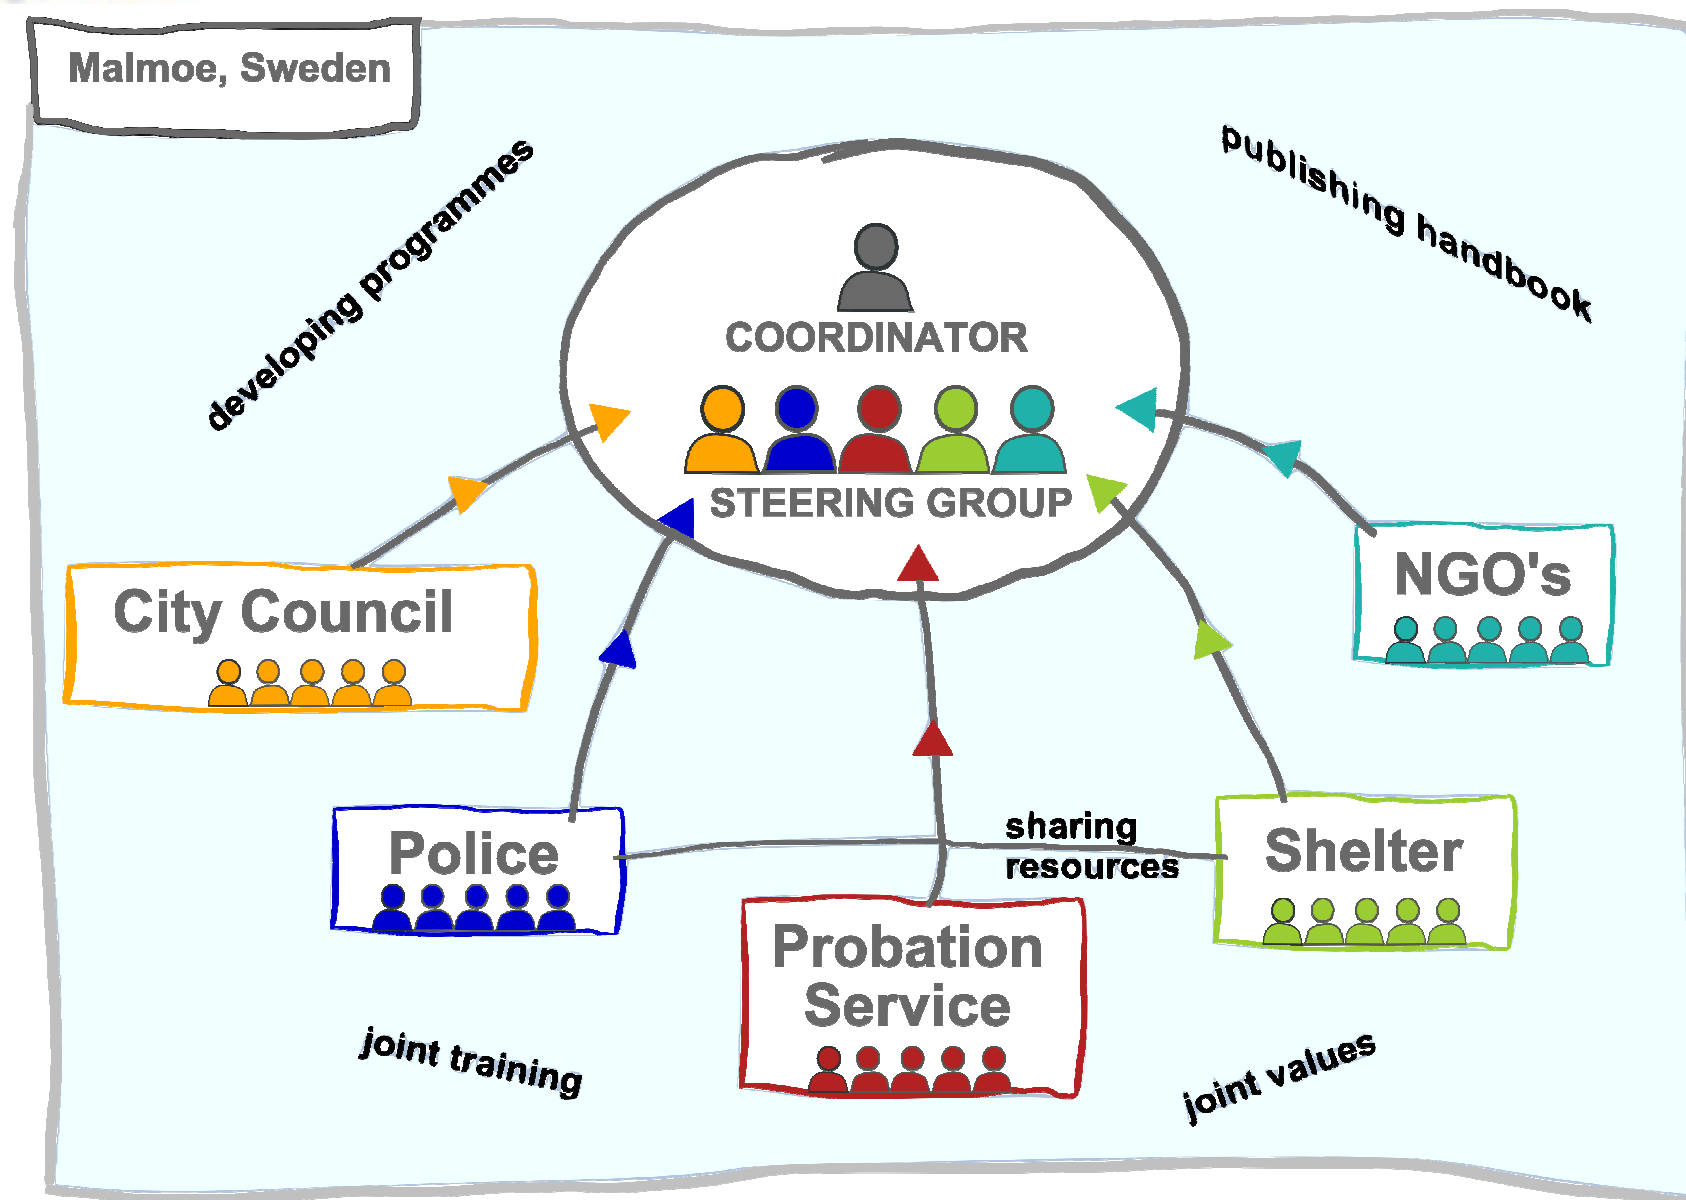 Malmoe, Sweden
developing programmes
publishing handbook
COORDINATOR
STEERING GROUP
City Council
NGO's
Police
sharing
resources
Shelter
Probation
Service
joint training
joint values